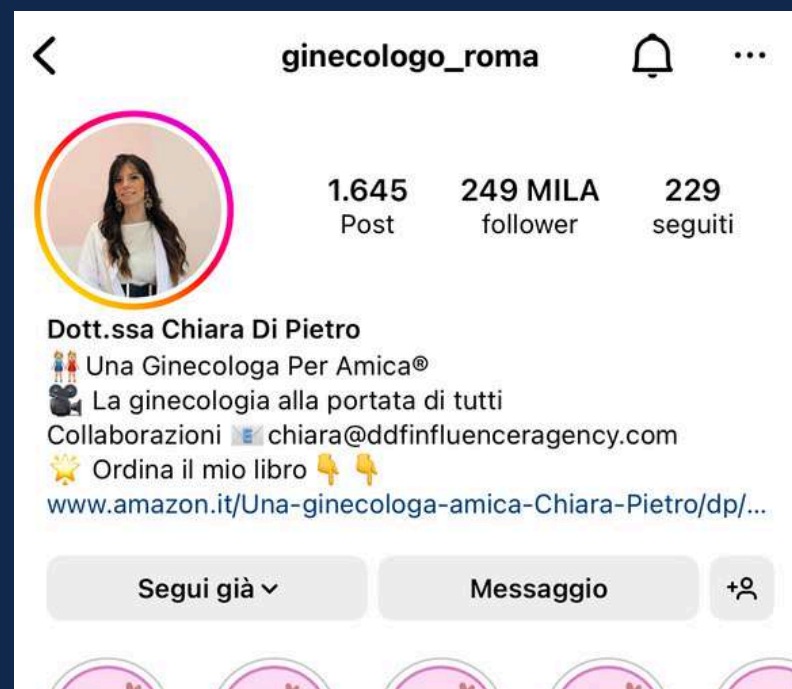 ginecologo_roma
1.645 249 MILA 229
Post follower seguiti
Dott.ssa Chiara Di Pietro
👭 Una Ginecologa Per Amica®
🎥 La ginecologia alla portata di tutti
Collaborazioni 📧 chiara@ddfinfluenceragency.com
🌟 Ordina il mio libro 👇 👇
www.amazon.it/Una-ginecologa-amica-Chiara-Pietro/dp/...
Segui già Messaggio